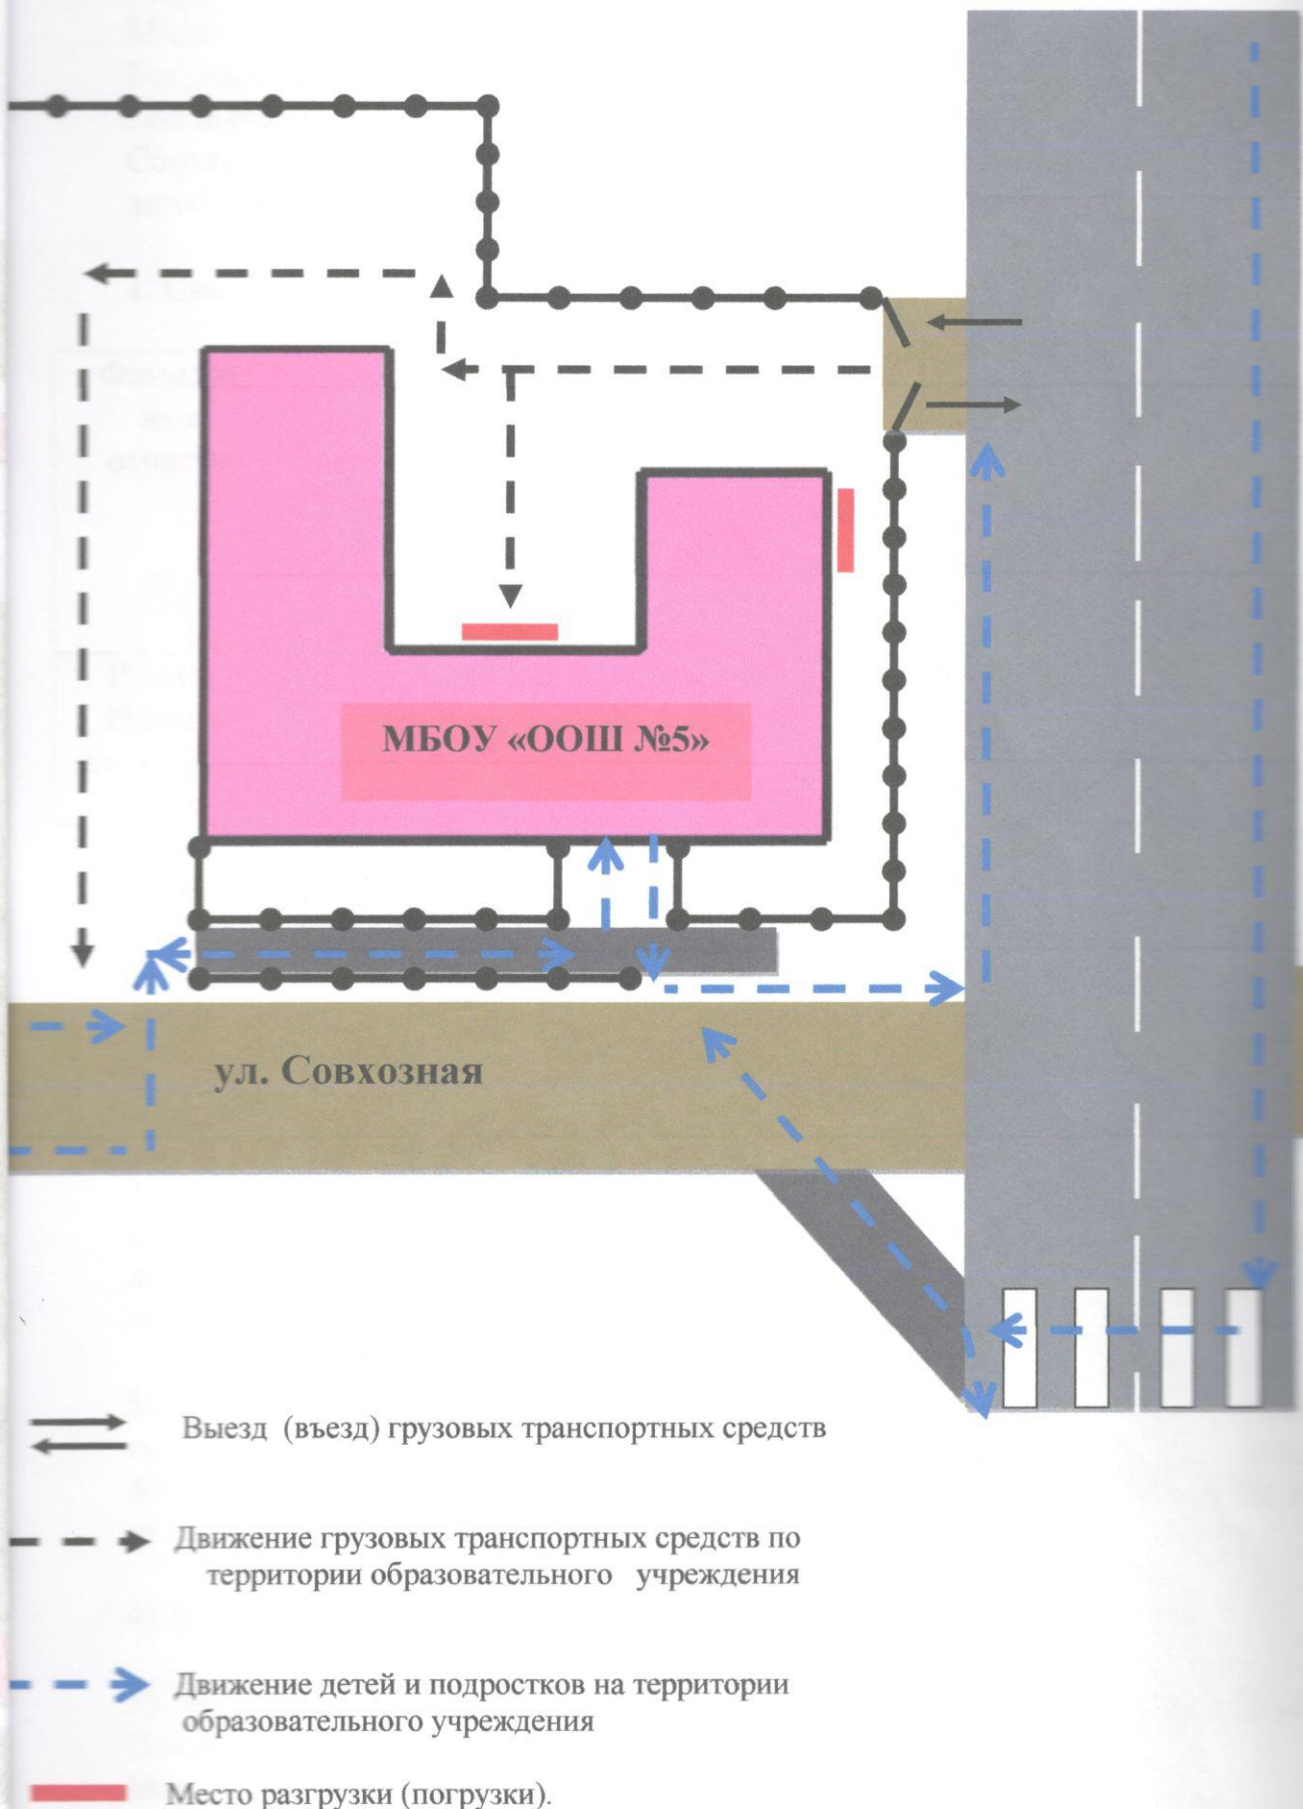 МБОУ «ООШ №5»
ул. Совхозная
Выезд (въезд) грузовых транспортных средств
Движение грузовых транспортных средств по
территории образовательного учреждения
Движение детей и подростков на территории
образовательного учреждения
Место разгрузки (погрузки).